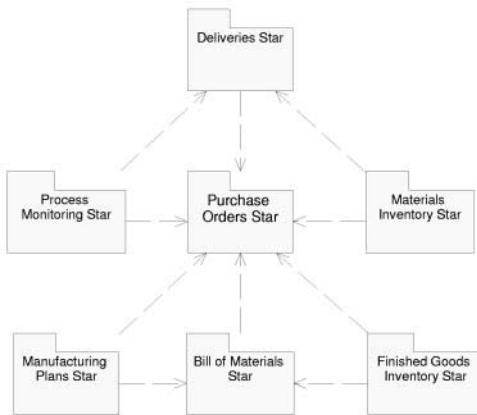 Deliveries Star
Process
Monitoring Star
Purchase
Orders Star
Materials
Inventory Star
Manufacturing
Plans Star
Bill of Materials
Star
Finished Goods
Inventory Star